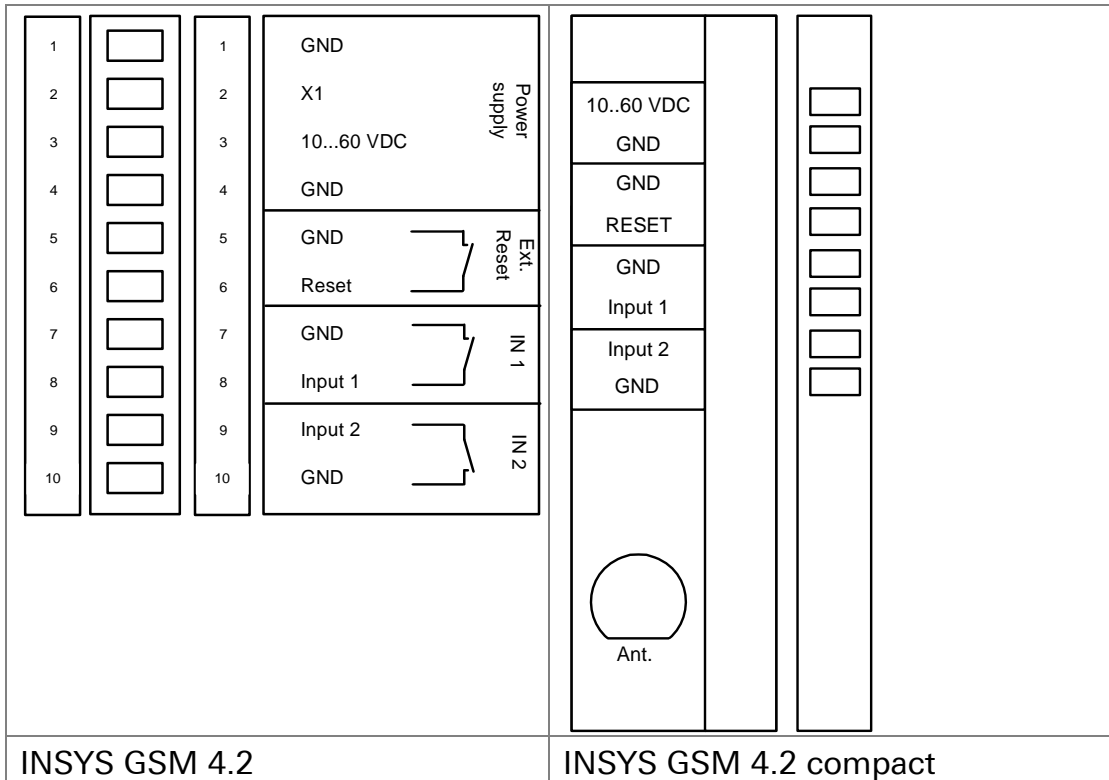 1 1 GND
2 2 X1
3 3 10...60 VDC
4 4 GND
Power
supply
5 5 GND
6 6 Reset
Ext.
Reset
7 7 GND
8 8 Input 1
IN 1
9 9 Input 2
10 10 GND
IN 2
10..60 VDC
GND
GND
RESET
GND
Input 1
Input 2
GND
Ant.
INSYS GSM 4.2
INSYS GSM 4.2 compact